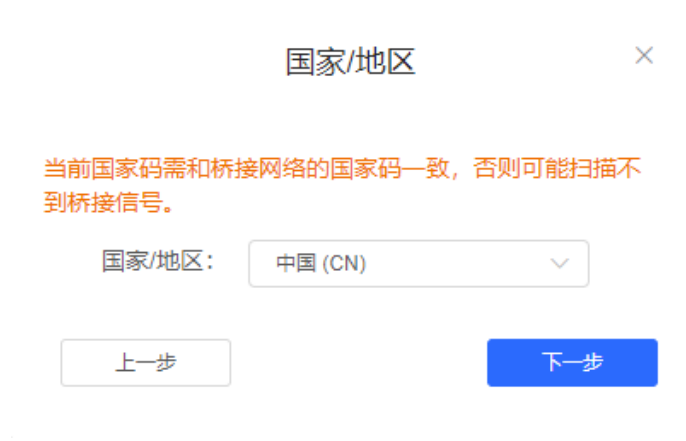 国家/地区
当前国家码需和桥接网络的国家码一致，否则可能扫描不
到桥接信号。
国家/地区：
中国 (CN)
上一步
下一步